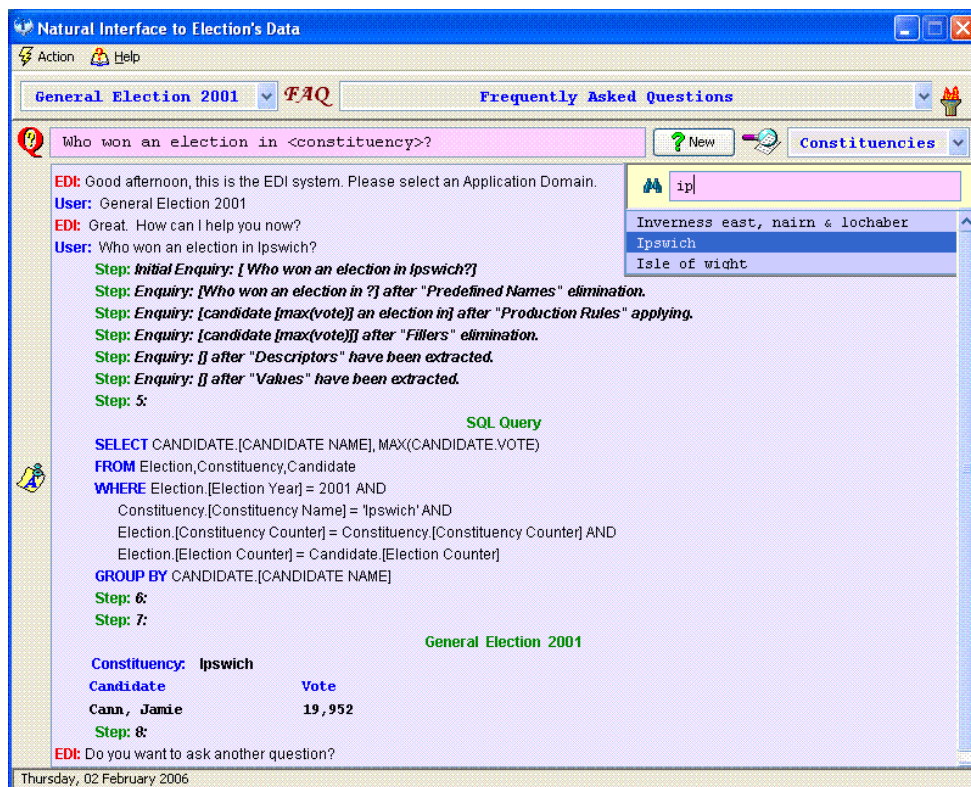 Natural Interface to Election's Data
Action Help
General Election 2001 FAQ Frequently Asked Questions
Who won an election in <constituency>? ? New Constituencies
EDI: Good afternoon, this is the EDI system. Please select an Application Domain.
ip
User: General Election 2001
Inverness east, nairn & lochaber
EDI: Great. How can I help you now?
Ipswich
User: Who won an election in Ipswich?
Isle of wight
Step: Initial Enquiry: [ Who won an election in Ipswich?]
Step: Enquiry: [Who won an election in ?] after "Predefined Names" elimination.
Step: Enquiry: [candidate [max(vote)] an election in] after "Production Rules" applying.
Step: Enquiry: [candidate [max(vote)]] after "Fillers" elimination.
Step: Enquiry: [] after "Descriptors" have been extracted.
Step: Enquiry: [] after "Values" have been extracted.
Step: 5:
SQL Query
SELECT CANDIDATE.[CANDIDATE NAME], MAX(CANDIDATE.VOTE)
FROM Election,Constituency,Candidate
WHERE Election.[Election Year] = 2001 AND
Constituency.[Constituency Name] = 'Ipswich' AND
Election.[Constituency Counter] = Constituency.[Constituency Counter] AND
Election.[Election Counter] = Candidate.[Election Counter]
GROUP BY CANDIDATE.[CANDIDATE NAME]
Step: 6:
Step: 7:
General Election 2001
Constituency: Ipswich
Candidate Vote
Cann, Jamie 19,952
Step: 8:
EDI: Do you want to ask another question?
Thursday, 02 February 2006